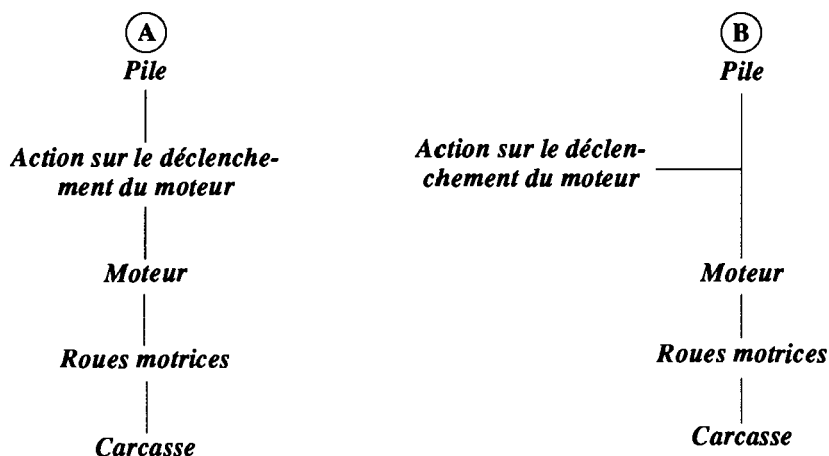 A
Pile
Action sur le déclenche-
ment du moteur
Moteur
Roues motrices
Carcasse
B
Pile
Action sur le déclen-
chement du moteur
Moteur
Roues motrices
Carcasse